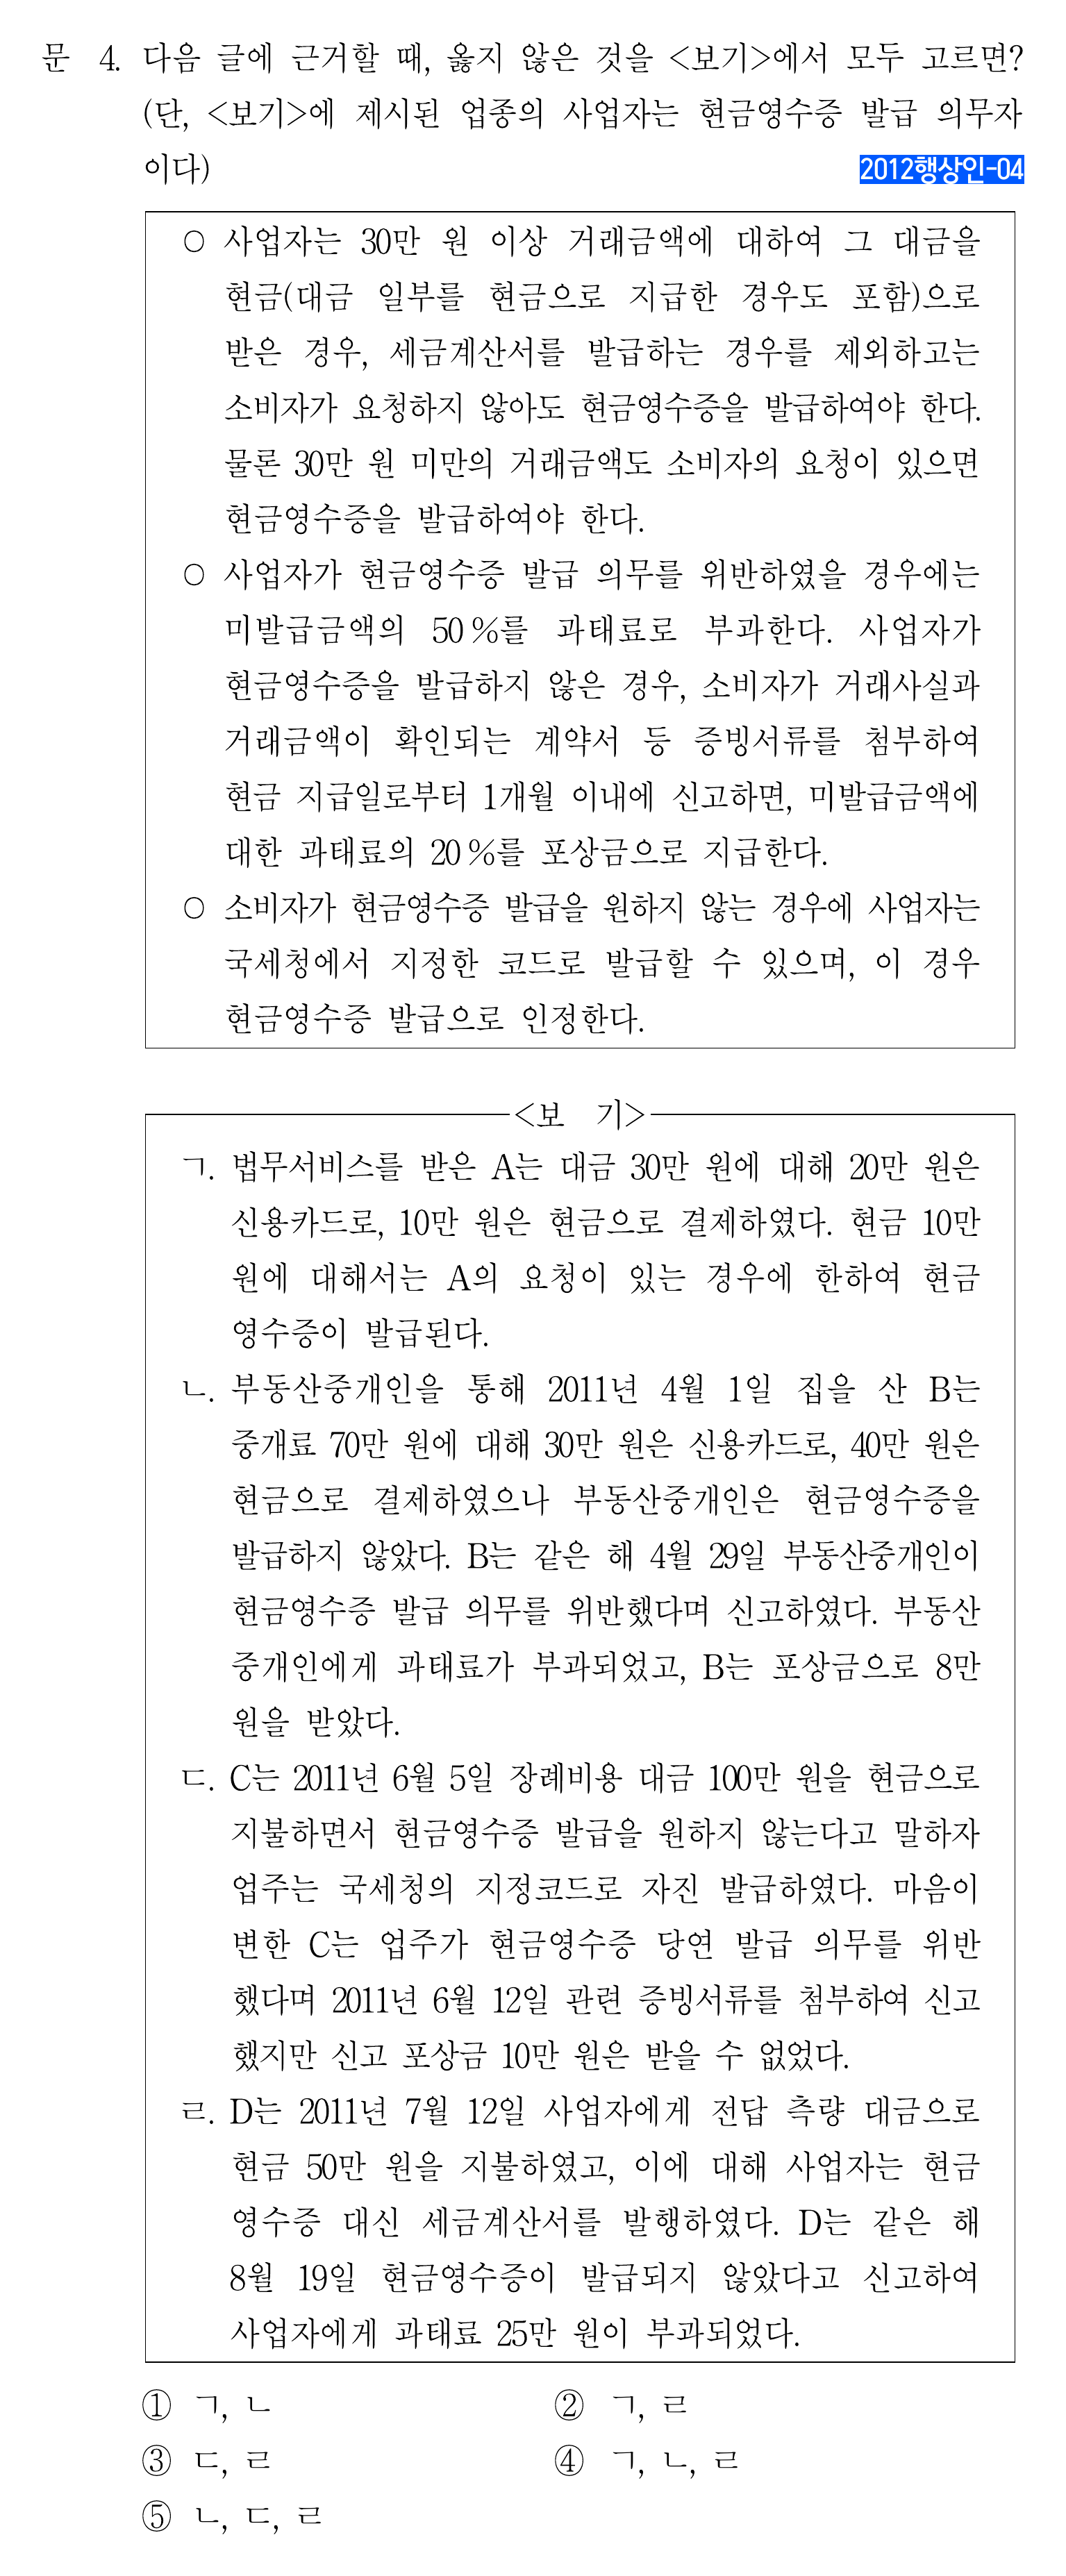 문 4. 다음 글에 근거할 때, 옳지 않은 것을 <보기>에서 모두 고르면?
(단, <보기>에 제시된 업종의 사업자는 현금영수증 발급 의무자
이다)
2012행상인-04
○ 사업자는 30만 원 이상 거래금액에 대하여 그 대금을
현금(대금 일부를 현금으로 지급한 경우도 포함)으로
받은 경우, 세금계산서를 발급하는 경우를 제외하고는
소비자가 요청하지 않아도 현금영수증을 발급하여야 한다.
물론 30만 원 미만의 거래금액도 소비자의 요청이 있으면
현금영수증을 발급하여야 한다.
○ 사업자가 현금영수증 발급 의무를 위반하였을 경우에는
미발급금액의 50 %를 과태료로 부과한다. 사업자가
현금영수증을 발급하지 않은 경우, 소비자가 거래사실과
거래금액이 확인되는 계약서 등 증빙서류를 첨부하여
현금 지급일로부터 1개월 이내에 신고하면, 미발급금액에
대한 과태료의 20 %를 포상금으로 지급한다.
○ 소비자가 현금영수증 발급을 원하지 않는 경우에 사업자는
국세청에서 지정한 코드로 발급할 수 있으며, 이 경우
현금영수증 발급으로 인정한다.
<보 기>
ㄱ. 법무서비스를 받은 A는 대금 30만 원에 대해 20만 원은
신용카드로, 10만 원은 현금으로 결제하였다. 현금 10만
원에 대해서는 A의 요청이 있는 경우에 한하여 현금
영수증이 발급된다.
ㄴ. 부동산중개인을 통해 2011년 4월 1일 집을 산 B는
중개료 70만 원에 대해 30만 원은 신용카드로, 40만 원은
현금으로 결제하였으나 부동산중개인은 현금영수증을
발급하지 않았다. B는 같은 해 4월 29일 부동산중개인이
현금영수증 발급 의무를 위반했다며 신고하였다. 부동산
중개인에게 과태료가 부과되었고, B는 포상금으로 8만
원을 받았다.
ㄷ. C는 2011년 6월 5일 장례비용 대금 100만 원을 현금으로
지불하면서 현금영수증 발급을 원하지 않는다고 말하자
업주는 국세청의 지정코드로 자진 발급하였다. 마음이
변한 C는 업주가 현금영수증 당연 발급 의무를 위반
했다며 2011년 6월 12일 관련 증빙서류를 첨부하여 신고
했지만 신고 포상금 10만 원은 받을 수 없었다.
ㄹ. D는 2011년 7월 12일 사업자에게 전답 측량 대금으로
현금 50만 원을 지불하였고, 이에 대해 사업자는 현금
영수증 대신 세금계산서를 발행하였다. D는 같은 해
8월 19일 현금영수증이 발급되지 않았다고 신고하여
사업자에게 과태료 25만 원이 부과되었다.
① ㄱ, ㄴ ② ㄱ, ㄹ
③ ㄷ, ㄹ ④ ㄱ, ㄴ, ㄹ
⑤ ㄴ, ㄷ, ㄹ